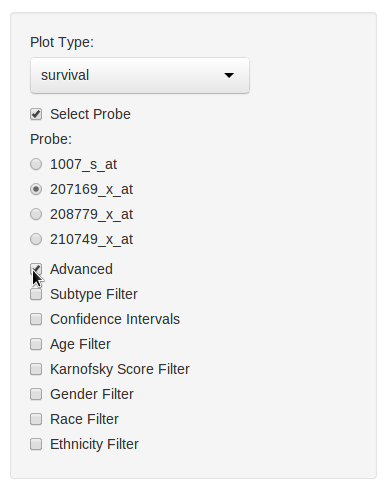 Plot Type:
survival
Select Probe
Probe:
1007_s_at
207169_x_at
208779_x_at
210749_x_at
Advanced
Subtype Filter
Confidence Intervals
Age Filter
Karnofsky Score Filter
Gender Filter
Race Filter
Ethnicity Filter